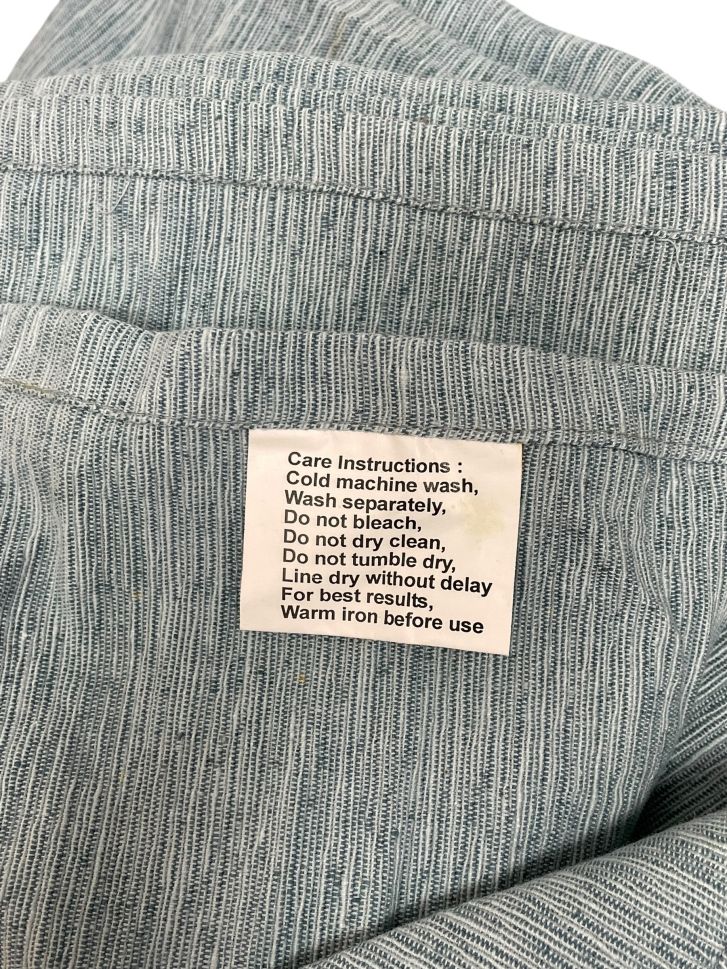 Care Instructions :
Cold machine wash,
Wash separately,
Do not bleach,
Do not dry clean,
Do not tumble dry,
Line dry without delay
For best results,
Warm iron before use